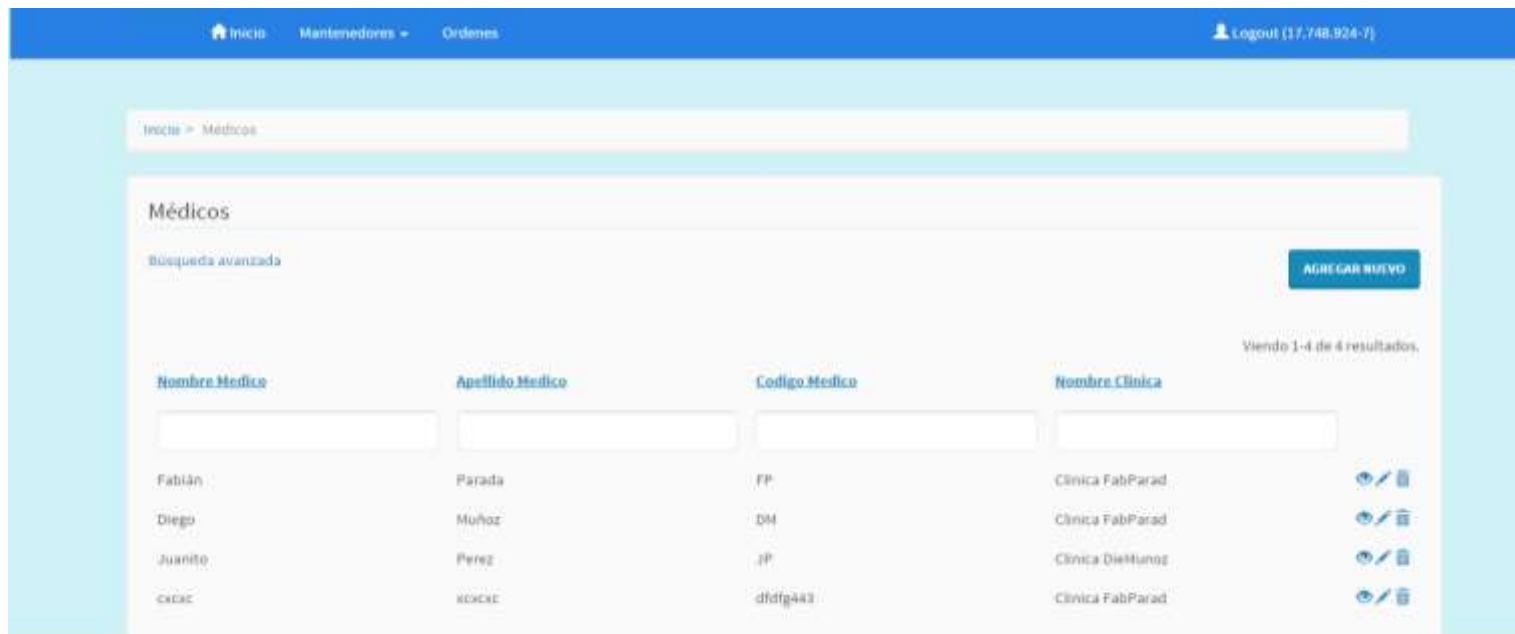 Inicio Mantenedores Ordenes Logout (17.748.924-7)
Inicio > Médicos
Médicos
Búsqueda avanzada
AGREGAR NUEVO
Viendo 1-4 de 4 resultados.
Nombre Medico Apellido Medico Codigo Medico Nombre Clinica
Fabián Parada FP Clinica FabParad
Diego Muñoz DM Clinica FabParad
Juanito Perez JP Clinica DieMunoz
dfdfg443 Clinica FabParad